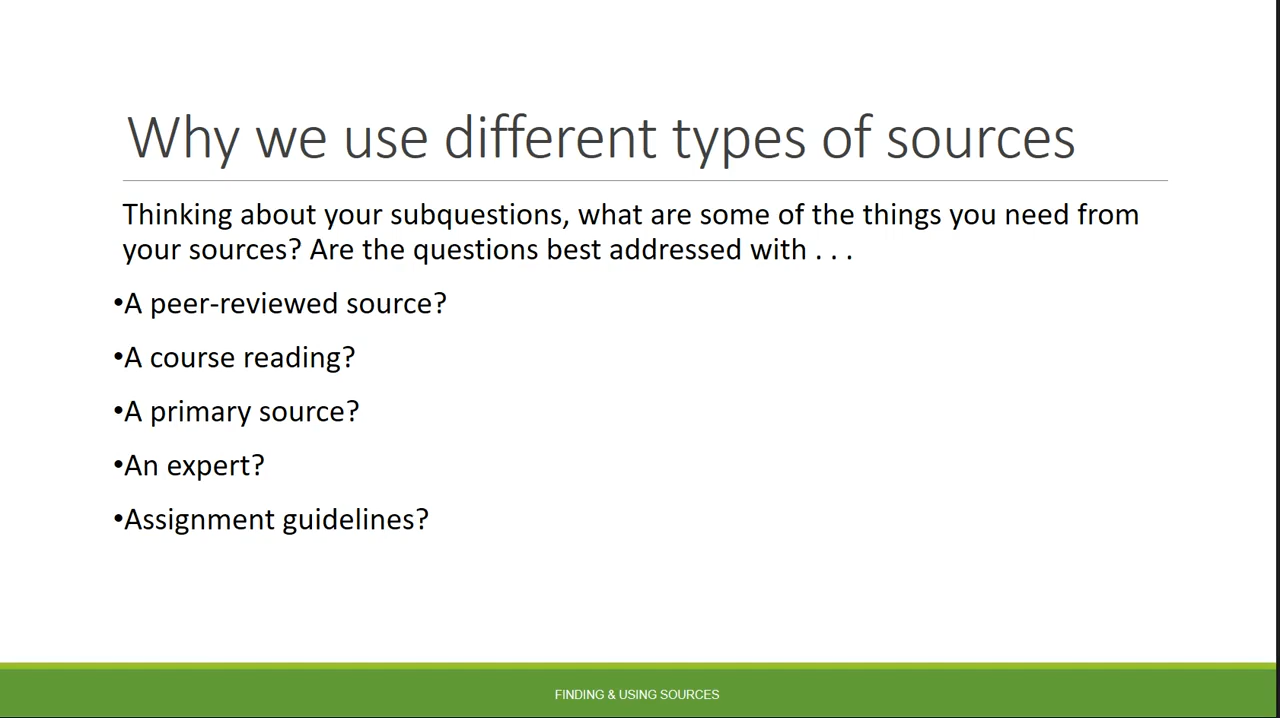 Why we use different types of sources
Thinking about your subquestions, what are some of the things you need from
your sources? Are the questions best addressed with . . .
•A peer-reviewed source?
•A course reading?
•A primary source?
•An expert?
•Assignment guidelines?
FINDING & USING SOURCES